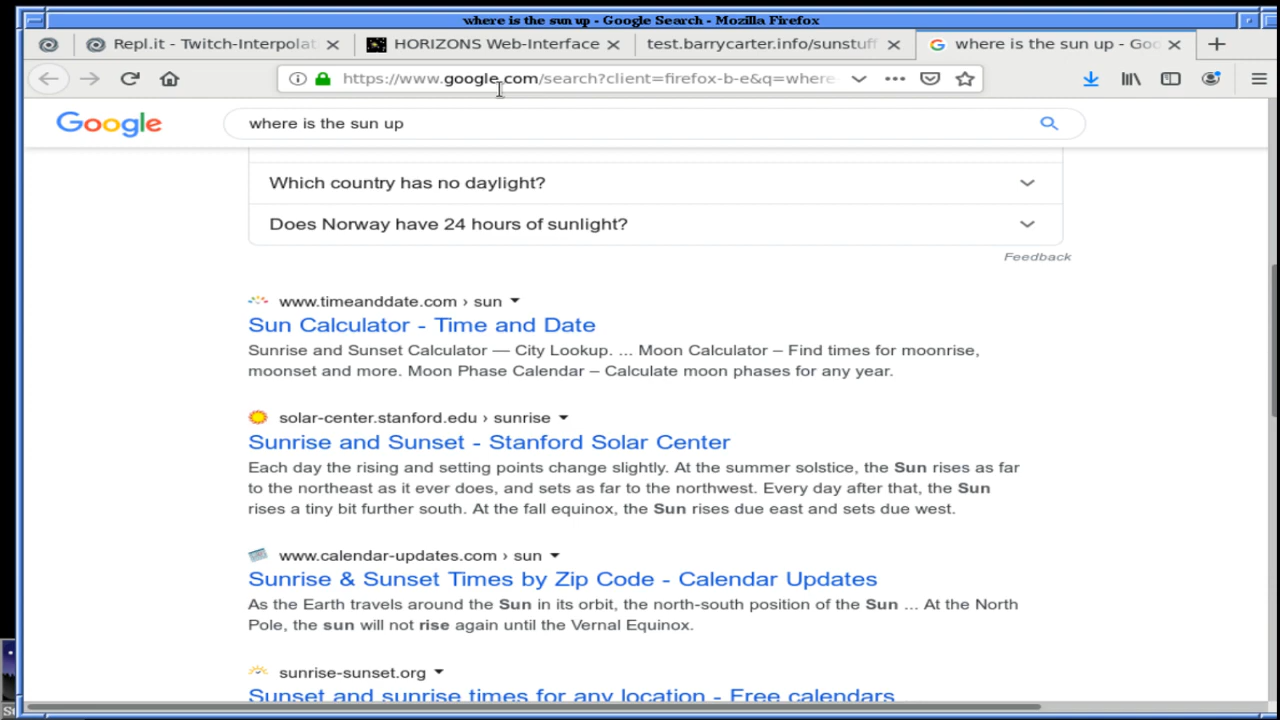 where is the sun up - Google Search - Mozilla Firefox
Repl.it - Twitch-Interpolat
HORIZONS Web-Interface
test.barrycarter.info/sunstuff
where is the sun up - Goo
https://www.google.com/search?client=firefox-b-e&q=where
Google
where is the sun up
Which country has no daylight?
Does Norway have 24 hours of sunlight?
Feedback
www.timeanddate.com › sun
Sun Calculator - Time and Date
Sunrise and Sunset Calculator — City Lookup. ... Moon Calculator – Find times for moonrise,
moonset and more. Moon Phase Calendar – Calculate moon phases for any year.
solar-center.stanford.edu › sunrise
Sunrise and Sunset - Stanford Solar Center
Each day the rising and setting points change slightly. At the summer solstice, the Sun rises as far
to the northeast as it ever does, and sets as far to the northwest. Every day after that, the Sun
rises a tiny bit further south. At the fall equinox, the Sun rises due east and sets due west.
www.calendar-updates.com › sun
Sunrise & Sunset Times by Zip Code - Calendar Updates
As the Earth travels around the Sun in its orbit, the north-south position of the Sun ... At the North
Pole, the sun will not rise again until the Vernal Equinox.
sunrise-sunset.org
Sunset and sunrise times for any location - Free calendars